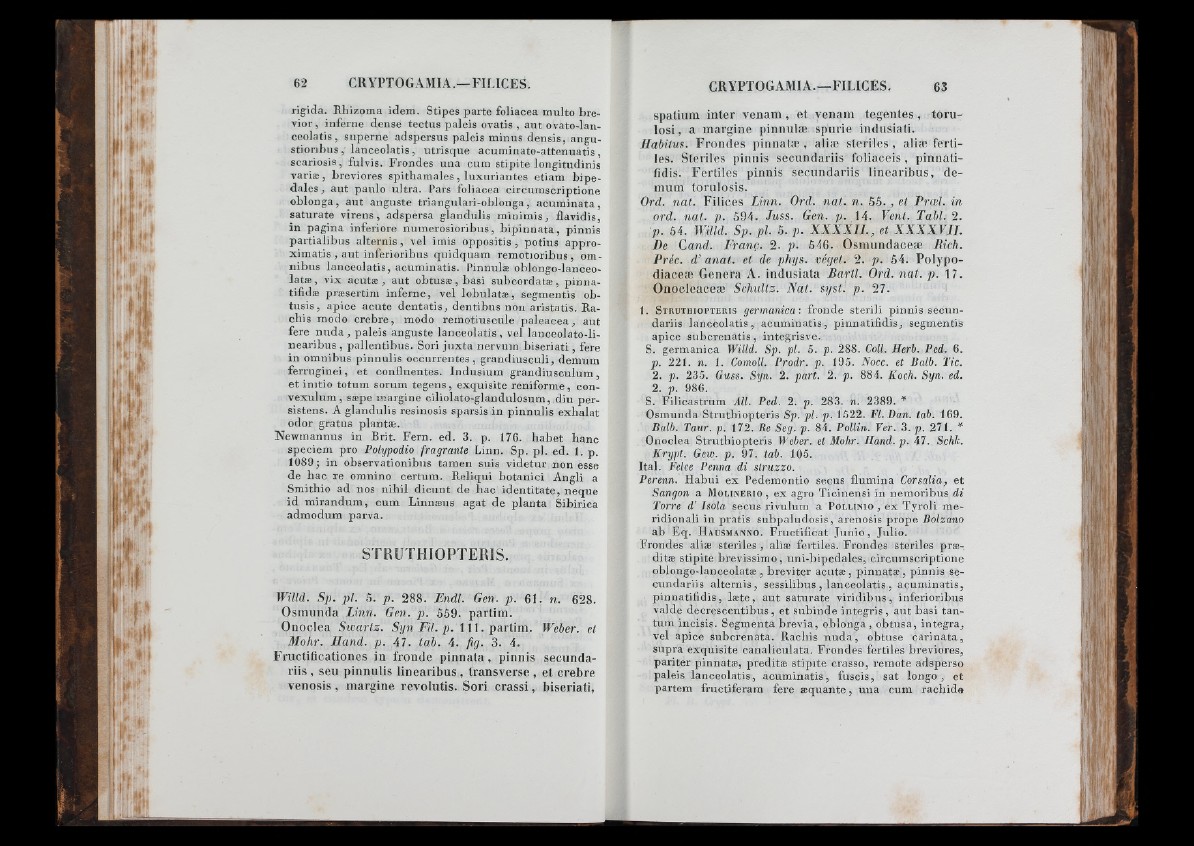 62 CRYPTOGAMIA.—FILICES.
rigida. Rhizoma idem. Stipes parte foliacea multo bre-
vior, inferne dense tectus paleis ovatis, aut ovato-lan-
ceolatis, superne adspersus paleis minus densis, angu-
stioribus, lanceolatis, utrisque acuminato-attenuatis,
scariosis, fulvis. Frondes una cum stipite longitudinis
variæ, breviores spithamales, luxuriantes etiam bipe-
dales, aut paulo ultra. Pars foliacea circumscriptione
oblonga, aut anguste triangulari-oblonga, acuminata,
saturate virens, adspersa glandulis minimis, flavidis,
in pagina inferiore numerosioribus, bipinnata, pinnis
partialibus alternis, vel imis oppositis, potius appro-
ximatis, aut inferioribus quidquam remotioribus, om-
nibus lanceolatis, acuminatis. Pinnulæ oblongo-lanceo-
latæ, vix acutæ, aut obtusæ, basi subcordatæ, pinna-
tifidæ præsertim inferne, vel lobulatæ, segmentis ob-
tusis, apice acute dentatis, dentibus non aristatis. Ra-
chis modo crebre, modo remotiuscule paleacea, aut
fere nuda, paleis anguste lanceolatis, vel lanceolato-li-
nearibus, pallentibus. Sori juxta nervum biseriati, fere
in omnibus pinnulis occurrentes, grandiusculi, demum
ferruginei, et confluentes. Indusium grandiusculum,
et initio totum sorum tegens, exquisite reniforme, con-
vexulum, sæpe margine ciliolato-glandulosum, diu per-
sistens. A glandulis resinosis sparsis in pinnulis exhalat
odor gratus plantæ.
Newmannus in Brit. Fern. ed. 3. p. 176. habet hanc
speciem pro Polypodio fragrante Linn. Sp. pl. ed. 1. p.
1089; in observationibus tamen suis videtur non esse
de hac re omnino certum. Reliqui botanici Angli a
Smithio ad nos nihil dicunt de hac identitate, neque
id mirandum, cum Linnæus agat de planta Sibirica
admodum parva.
STRUTHIOPTERIS.
Willd. Sp. pl. 5. p. 288. Endl. Gen. p. 61. n. 628.
Osmunda Linn. Gen. p. 559. partim.
Onoclea Swartz. Syn Fil. p. 111. partim. Weber. et
Mohr. Hand. p. 47. tab. 4. fig. 3. 4.
Fructificationes in fronde pinnata, pinnis secunda-
riis, seu pinnulis linearibus, transverse, et crebre
venosis, margine revolutis. Sori crassi, biseriati,
CRYPTOGAMIA.—FILICES. 63
spatium inter venam, et venam tegentes, toru-
losi, a margine pinnulæ spurie indusiati.
Habitus. Frondes pinnatæ, aliæ steriles, aliæ ferti-
les. Steriles pinnis secundariis foliaceis, pinnati-
fidis. Fertiles pinnis secundariis linearibus, de-
mum torulosis.
Ord. nat. Filices Linn. Ord. nat. n. 55., et Præl. in
ord. nat. p. 594. Juss. Gen. p. 14. Vent. Tabl. 2.
p. 54. Willd. Sp. pl. 5. p. XXXXII., et XXXXVII.
De Cand. Franç. 2. p. 546. Osmundaceæ Rich.
Préc. d'anat. et de phys. véget. 2. p. 54. Polypo-
diaceæ Genera A. indusiata Bartl. Ord. nat. p. 17.
Onocleaceæ Schultz. Nat. syst. p. 27.
1. STRUTHIOPTERIS germanica: fronde sterili pinnis secun-
dariis lanceolatis, acuminatis, pinnatifidis, segmentis
apice subcrenatis, integrisve.
S. germanica Willd. Sp. pl. 5. p. 288. Coll. Herb. Ped. 6.
p. 221. n. 1. Comoll. Prodr. p. 195. Nocc. et Balb. Tic.
2. p. 235. Guss. Syn. 2. part. 2. p. 884. Koch. Syn. ed.
2. p. 986.
S. Filicastrum All. Ped. 2. p. 283. n. 2389. *
Osmunda Struthiopteris Sp. pl. p. 1522. Fl. Dan. tab. 169.
Balb. Taur. p. 172. Re Seg. p. 84. Pollin. Ver. 3. p. 271. *
Onoclea Struthiopteris Weber. et Mohr. Hand. p. 47. Schk.
Krypt. Gew. p. 97. tab. 105.
Ital. Felce Penna di struzzo.
Perenn. Habui ex Pedemontio secus flumina Corsalia, et
Sangon a MOLINERIO, ex agro Ticinensi in nemoribus di
Torre d'Isola secus rivulum a POLLINIO, ex Tyroli me-
ridionali in pratis subpaludosis, arenosis prope Bolzano
ab Eq. HAUSMANNO. Fructificat Junio, Julio.
Frondes aliæ steriles, aliæ fertiles. Frondes steriles præ-
ditæ stipite brevissimo, uni-bipedales, circumscriptione
oblongo-lanceolatæ, breviter acutæ, pinnatæ, pinnis se-
cundariis alternis, sessilibus, lanceolatis, acuminatis,
pinnatifidis, læte, aut saturate viridibus, inferioribus
valde decrescentibus, et subinde integris, aut basi tan-
tum incisis. Segmenta brevia, oblonga, obtusa, integra,
vel apice subcrenata. Rachis nuda, obtuse carinata,
supra exquisite canaliculata. Frondes fertiles breviores,
pariter pinnatæ, preditæ stipite crasso, remote adsperso
paleis lanceolatis, acuminatis, fuscis, sat longo, et
partem fructiferam fere æquante, una cum rachide